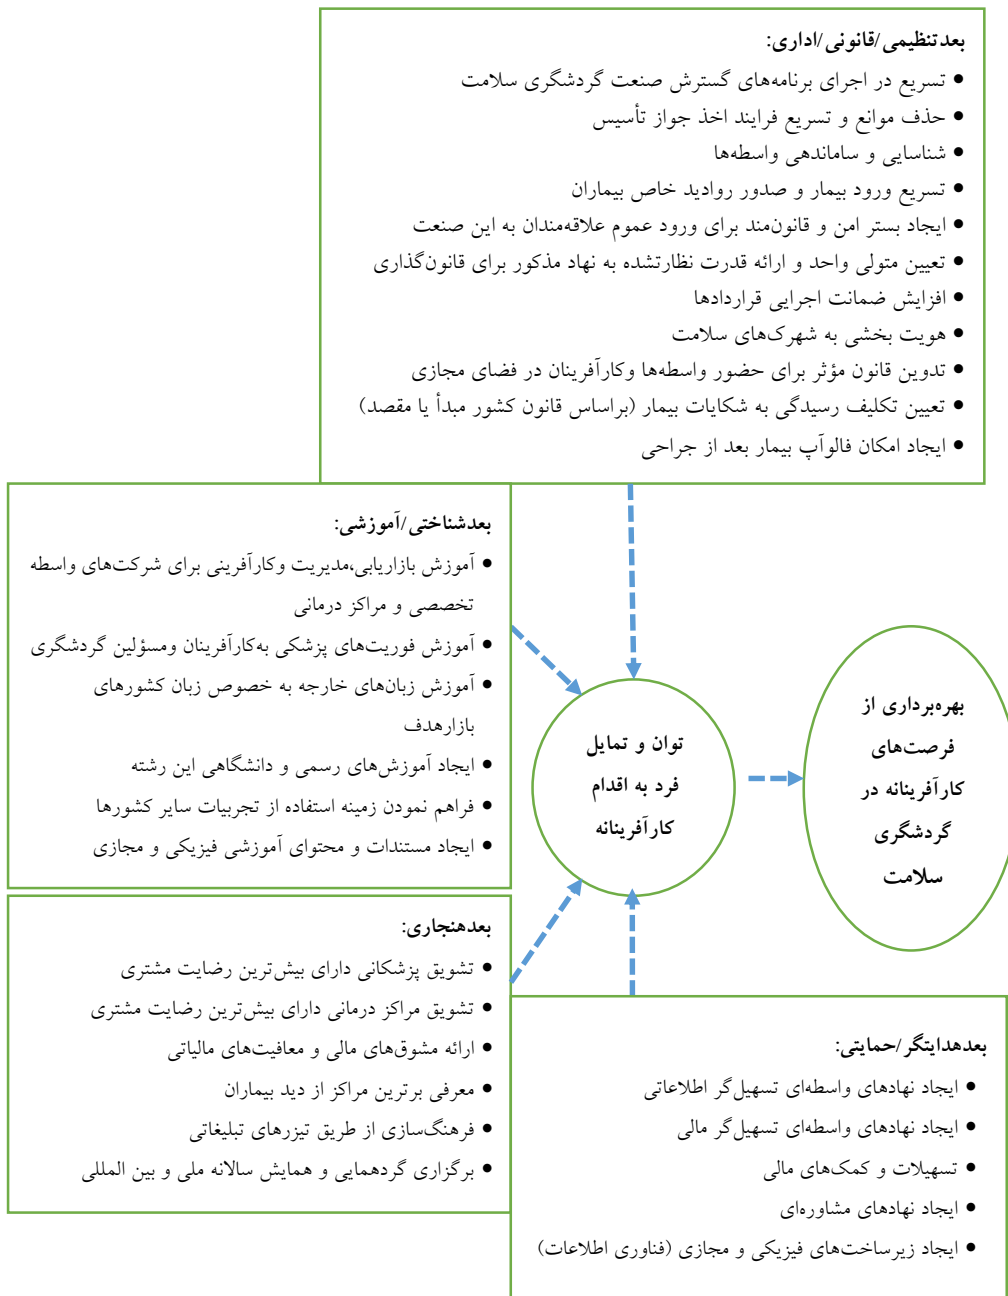 بعدتنظیمی/قانونی/اداری:
• تسریع در اجرای برنامه‌های گسترش صنعت گردشگری سلامت
• حذف موانع و تسریع فرایند اخذ جواز تأسیس
• شناسایی و ساماندهی واسطه‌ها
• تسریع ورود بیمار و صدور روادید خاص بیماران
• ایجاد بستر امن و قانون‌مند برای ورود عموم علاقه‌مندان به این صنعت
• تعیین متولی واحد و ارائه قدرت نظارت‌شده به نهاد مذکور برای قانون‌گذاری
• افزایش ضمانت اجرایی قراردادها
• هویت بخشی به شهرک‌های سلامت
• تدوین قانون مؤثر برای حضور واسطه‌ها وکارآفرینان در فضای مجازی
• تعیین تکلیف رسیدگی به شکایات بیمار (براساس قانون کشور مبدأ یا مقصد)
• ایجاد امکان فالوآپ بیمار بعد از جراحی
بعدشناختی/آموزشی:
• آموزش بازاریابی،مدیریت وکارآفرینی برای شرکت‌های واسطه
تخصصی و مراکز درمانی
• آموزش فوریت‌های پزشکی به‌کارآفرینان ومسؤلین گردشگری
• آموزش زبان‌های خارجه به خصوص زبان کشورهای
بازارهدف
• ایجاد آموزش‌های رسمی و دانشگاهی این رشته
• فراهم نمودن زمینه استفاده از تجربیات سایر کشورها
• ایجاد مستندات و محتوای آموزشی فیزیکی و مجازی
بعدهنجاری:
• تشویق پزشکانی دارای بیش‌ترین رضایت مشتری
• تشویق مراکز درمانی دارای بیش‌ترین رضایت مشتری
• ارائه مشوق‌های مالی و معافیت‌های مالیاتی
• معرفی برترین مراکز از دید بیماران
• فرهنگ‌سازی از طریق تیزرهای تبلیغاتی
• برگزاری گردهمایی و همایش سالانه ملی و بین المللی
بعدهدایتگر/حمایتی:
• ایجاد نهادهای واسطه‌ای تسهیل‌گر اطلاعاتی
• ایجاد نهادهای واسطه‌ای تسهیل‌گر مالی
• تسهیلات و کمک‌های مالی
• ایجاد نهادهای مشاوره‌ای
• ایجاد زیرساخت‌های فیزیکی و مجازی (فناوری اطلاعات)
توان و تمایل
فرد به اقدام
کارآفرینانه
بهره‌برداری از
فرصت‌های
کارآفرینانه در
گردشگری
سلامت